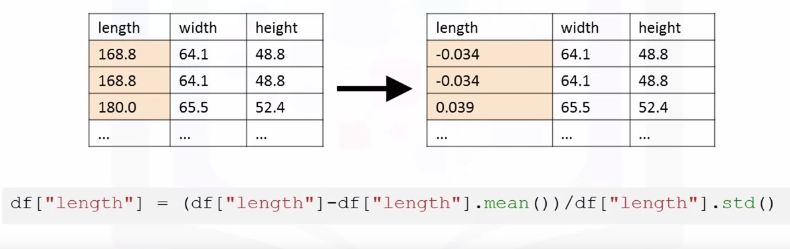 length width height length width height
168.8 64.1 48.8 -0.034 64.1 48.8
168.8 64.1 48.8 -0.034 64.1 48.8
180.0 65.5 52.4 0.039 65.5 52.4
... ... ... ... ... ...
df["length"] = (df["length"]-df["length"].mean())/df["length"].std()